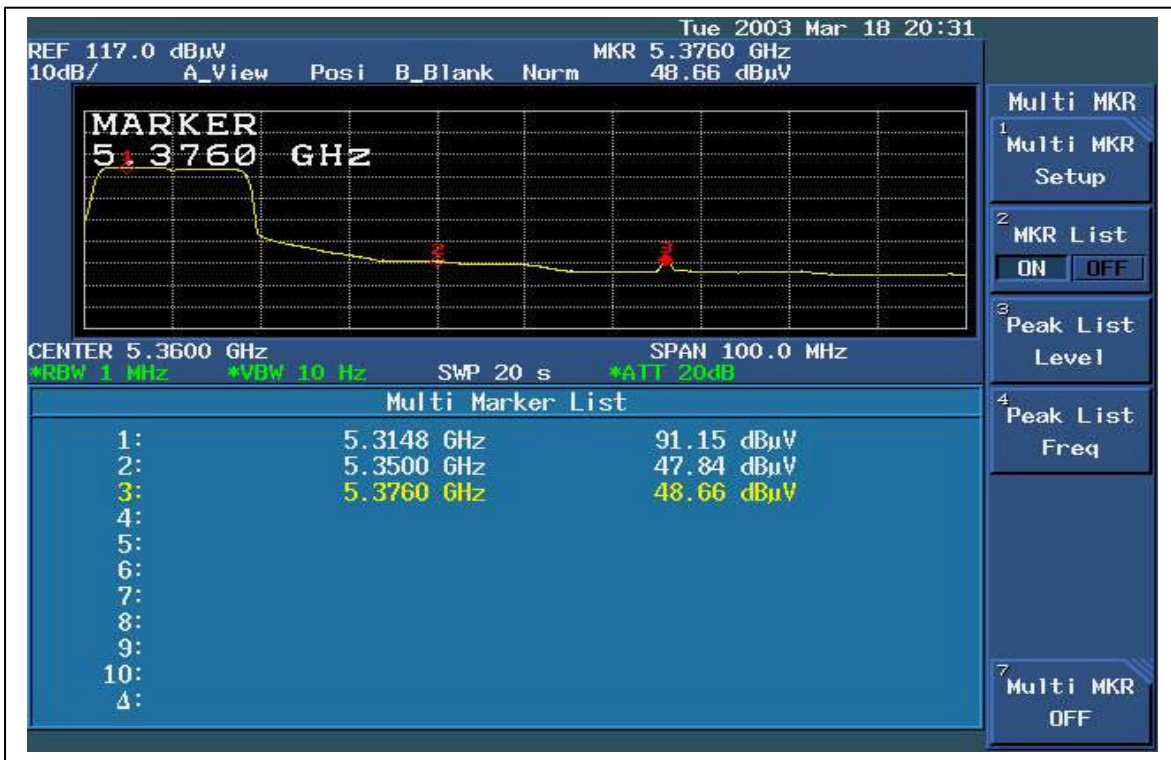 Tue 2003 Mar 18 20:31
REF 117.0 dBµV MKR 5.3760 GHz
10dB/ A_View Posi B_Blank Norm 48.66 dBµV
MARKER
5.3760 GHz
1
2
3
CENTER 5.3600 GHz SPAN 100.0 MHz
*RBW 1 MHz *VBW 10 Hz SWP 20 s *ATT 20dB
Multi Marker List
1: 5.3148 GHz 91.15 dBµV
2: 5.3500 GHz 47.84 dBµV
3: 5.3760 GHz 48.66 dBµV
4:
5:
6:
7:
8:
9:
10:
Δ:
Multi MKR
1
Multi MKR
Setup
2
MKR List
ON OFF
3
Peak List
Level
4
Peak List
Freq
7
Multi MKR
OFF